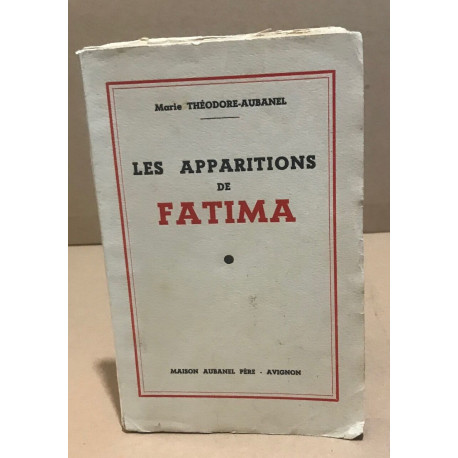 Marie THÉODORE-AUBANEL
LES APPARITIONS
DE
FATIMA
MAISON AUBANEL PÈRE - AVIGNON